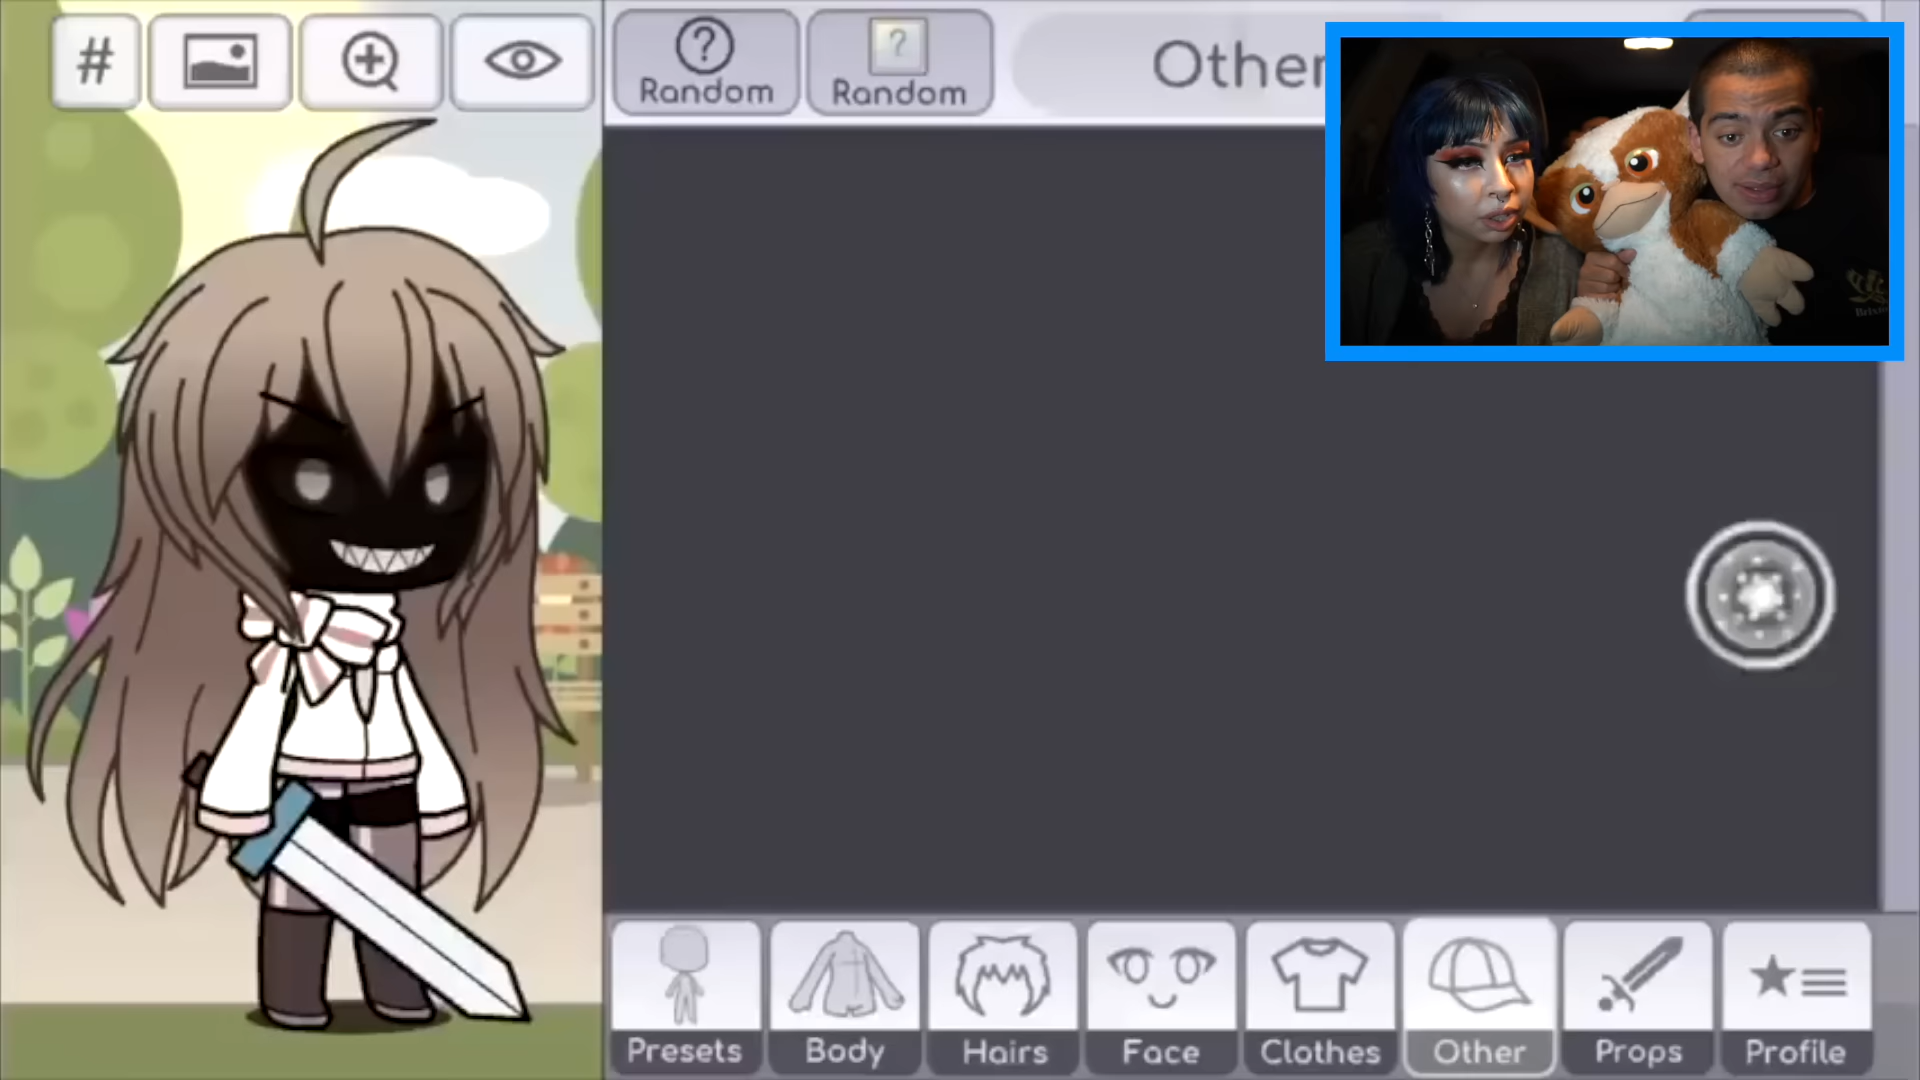 #
? ?
Random Random Other
Presets Body Hairs Face Clothes Other Props Profile